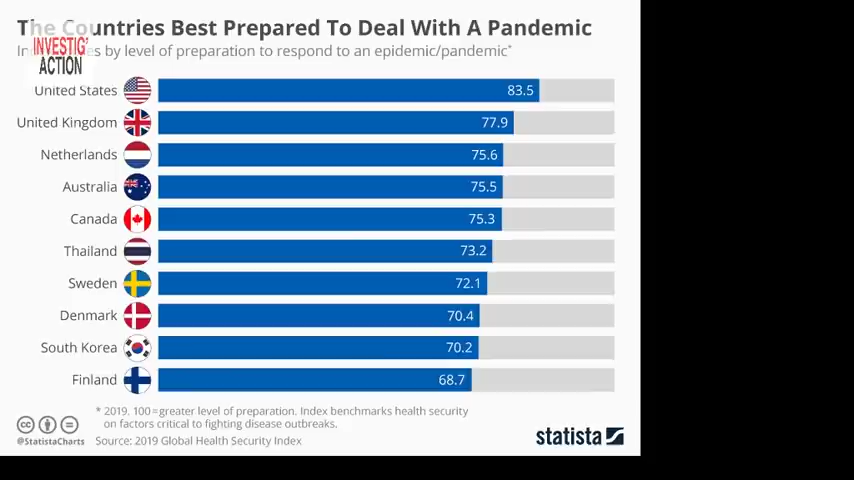 The Countries Best Prepared To Deal With A Pandemic
by level of preparation to respond to an epidemic/pandemic*
INVESTIG'
ACTION
United States 83.5
United Kingdom 77.9
Netherlands 75.6
Australia 75.5
Canada 75.3
Thailand 73.2
Sweden 72.1
Denmark 70.4
South Korea 70.2
Finland 68.7
* 2019. 100=greater level of preparation. Index benchmarks health security
on factors critical to fighting disease outbreaks.
@StatistaCharts Source: 2019 Global Health Security Index
statista